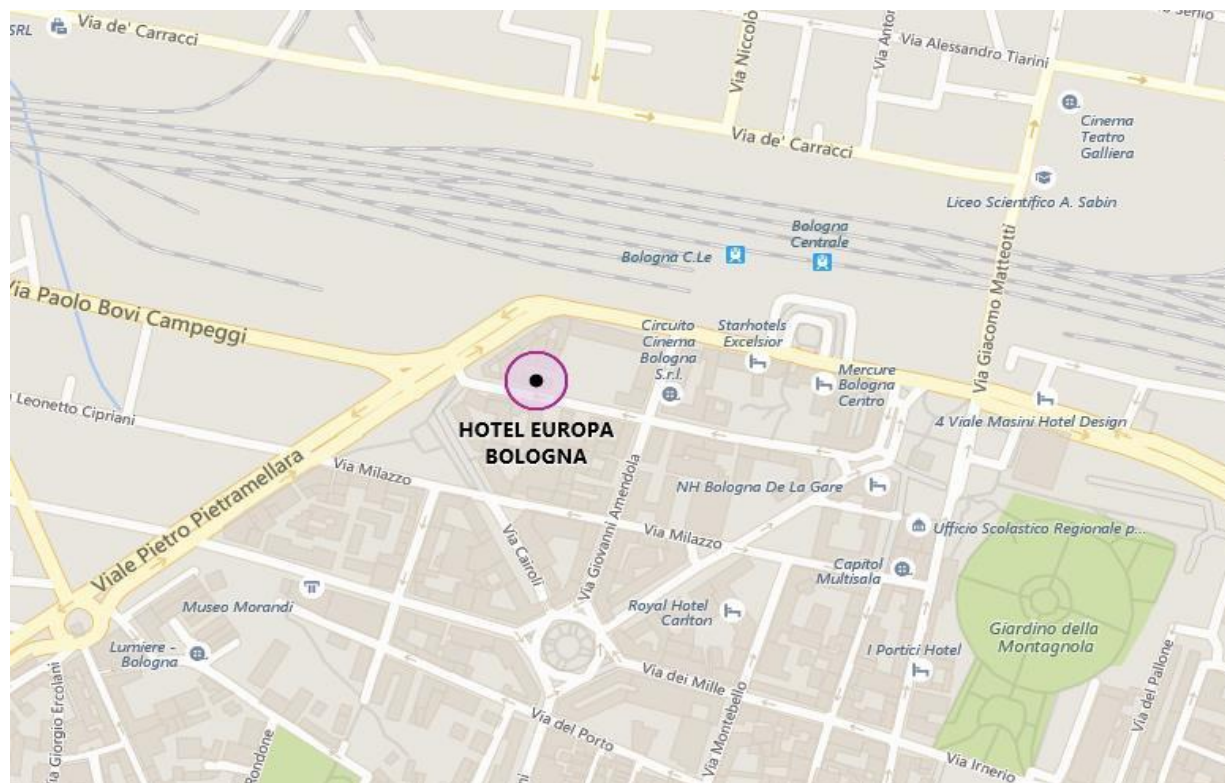 SRL
Via de' Carracci
Via Niccolò
Via Anton
Serlio
Via Alessandro Tiarini
Cinema
Teatro
Galliera
Via de' Carracci
Liceo Scientifico A. Sabin
Bologna
Centrale
Bologna C.Le
Via Giacomo Matteotti
Via Paolo Bovi Campeggi
Circuito
Cinema
Bologna
S.r.l.
Starhotels
Excelsior
Mercure
Bologna
Centro
Leonetto Cipriani
4 Viale Masini Hotel Design
HOTEL EUROPA
BOLOGNA
Via Milazzo
NH Bologna De La Gare
Viale Pietro Pietramellara
Via Giovanni Amendola
Via Cairoli
Via Milazzo
Ufficio Scolastico Regionale p...
Capitol
Multisala
Museo Morandi
Royal Hotel
Carlton
Giardino della
Montagnola
Lumiere -
Bologna
I Portici Hotel
Via dei Mille
Via del Pallone
Via Giorgio Ercolani
Via del Porto
Via Montebello
Via Irnerio
Rondone